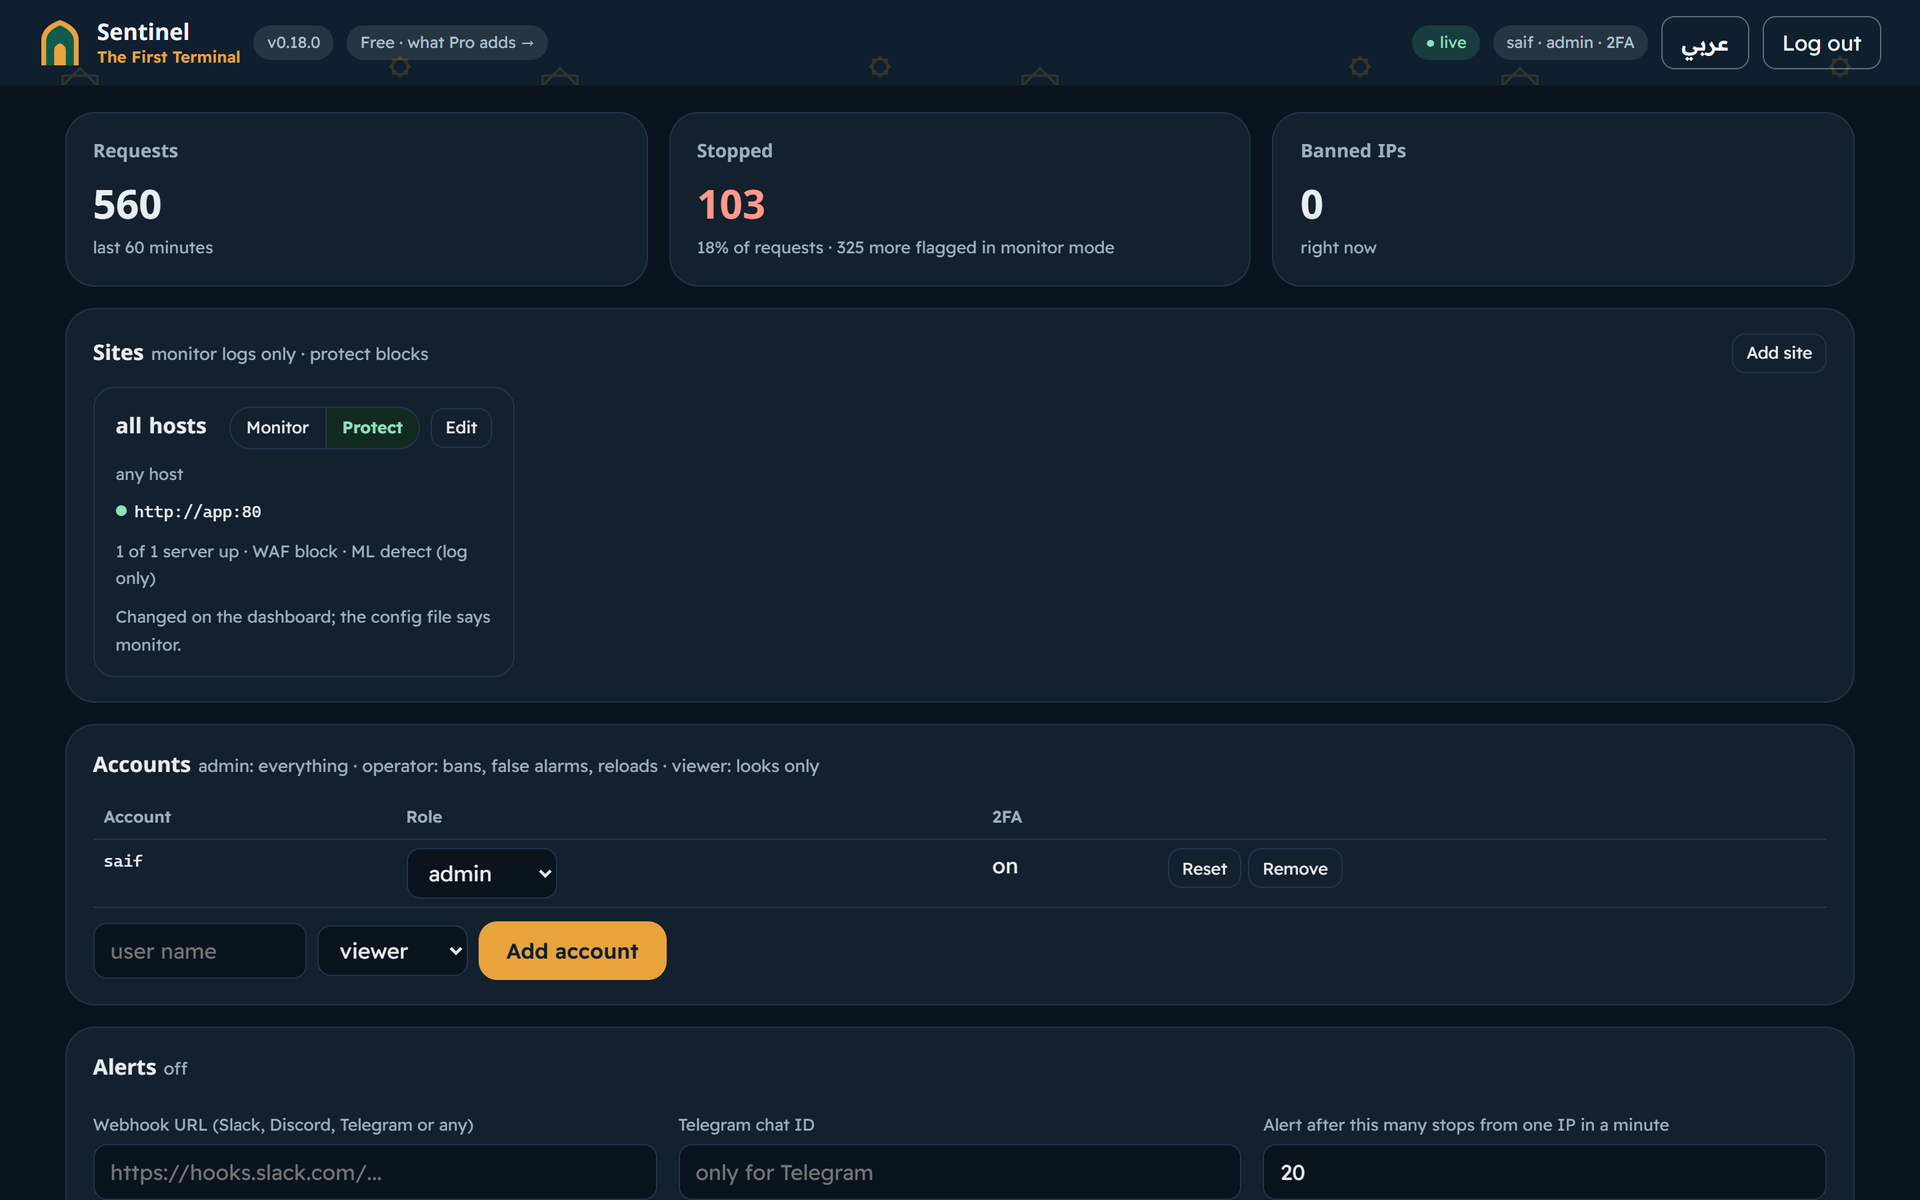 Sentinel
The First Terminal
v0.18.0
Free · what Pro adds →
• live
saif · admin · 2FA
عربي
Log out
Requests
560
last 60 minutes
Stopped
103
18% of requests · 325 more flagged in monitor mode
Banned IPs
0
right now
Sites monitor logs only · protect blocks
Add site
all hosts
Monitor
Protect
Edit
any host
http://app:80
1 of 1 server up · WAF block · ML detect (log
only)
Changed on the dashboard; the config file says
monitor.
Accounts admin: everything · operator: bans, false alarms, reloads · viewer: looks only
Account
Role
2FA
saif
admin
on
Reset
Remove
user name
viewer
Add account
Alerts off
Webhook URL (Slack, Discord, Telegram or any)
Telegram chat ID
Alert after this many stops from one IP in a minute
https://hooks.slack.com/...
only for Telegram
20